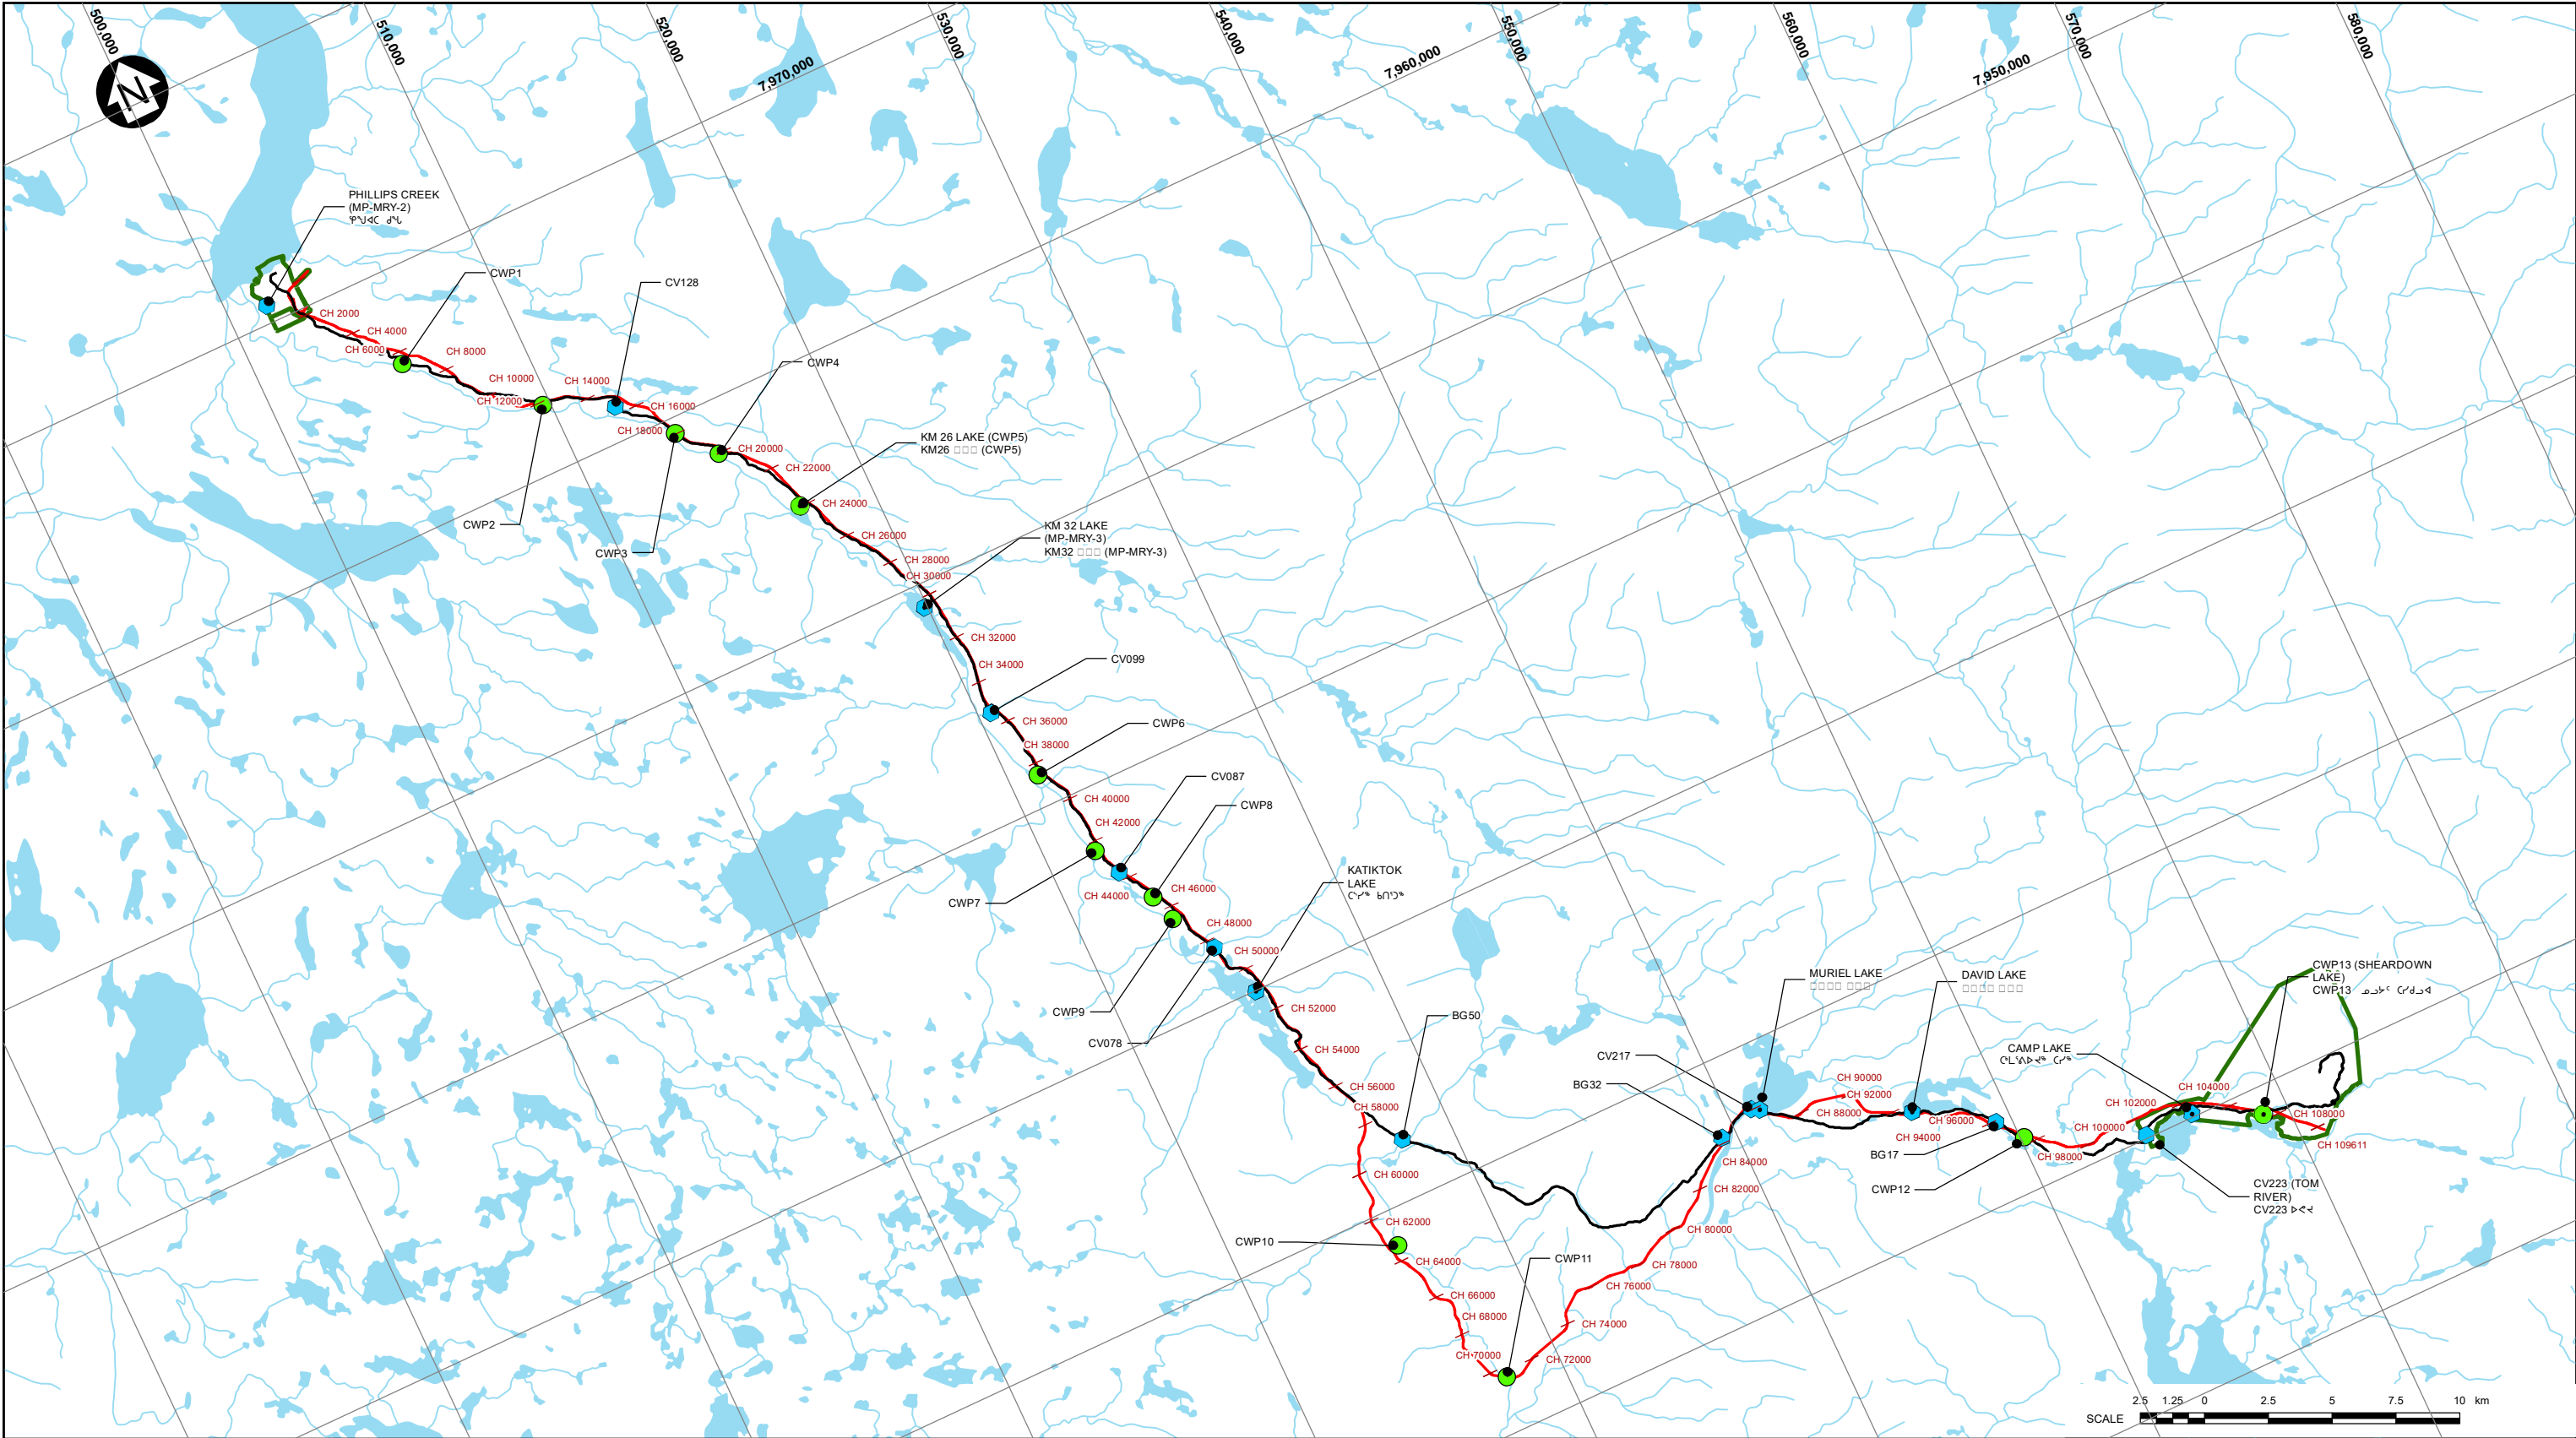 500,000
510,000
520,000
530,000
540,000
550,000
560,000
570,000
580,000
7,970,000
7,960,000
7,950,000
N
PHILLIPS CREEK
(MP-MRY-2)
CWP1
CV128
CH 2000
CH 4000
CH 6000
CH 8000
CH 10000
CH 12000
CH 14000
CH 16000
CH 18000
CWP4
CH 20000
CH 22000
KM 26 LAKE (CWP5)
KM26 □□□ (CWP5)
CH 24000
CWP2
CWP3
CH 26000
KM 32 LAKE
(MP-MRY-3)
KM32 □□□ (MP-MRY-3)
CH 28000
CH 30000
CH 32000
CH 34000
CV099
CH 36000
CWP6
CH 38000
CH 40000
CV087
CWP8
CH 42000
CWP7
CH 44000
CH 46000
KATIKTOK
LAKE
CH 48000
CH 50000
CWP9
CV078
CH 52000
CH 54000
BG50
CH 56000
CH 58000
CH 60000
CH 62000
CWP10
CH 64000
CWP11
CH 66000
CH 68000
CH 70000
CH 72000
CH 74000
CH 76000
CH 78000
CH 80000
CH 82000
CH 84000
CV217
BG32
MURIEL LAKE
□□□□ □□□
DAVID LAKE
□□□□ □□□
CH 90000
CH 92000
CH 88000
CH 96000
CH 94000
BG17
CWP12
CH 98000
CH 100000
CH 102000
CAMP LAKE
CH 104000
CWP13 (SHEARDOWN
LAKE)
CWP13
CH 108000
CH 109611
CV223 (TOM
RIVER)
CV223
2.5 1.25 0 2.5 5 7.5 10 km
SCALE